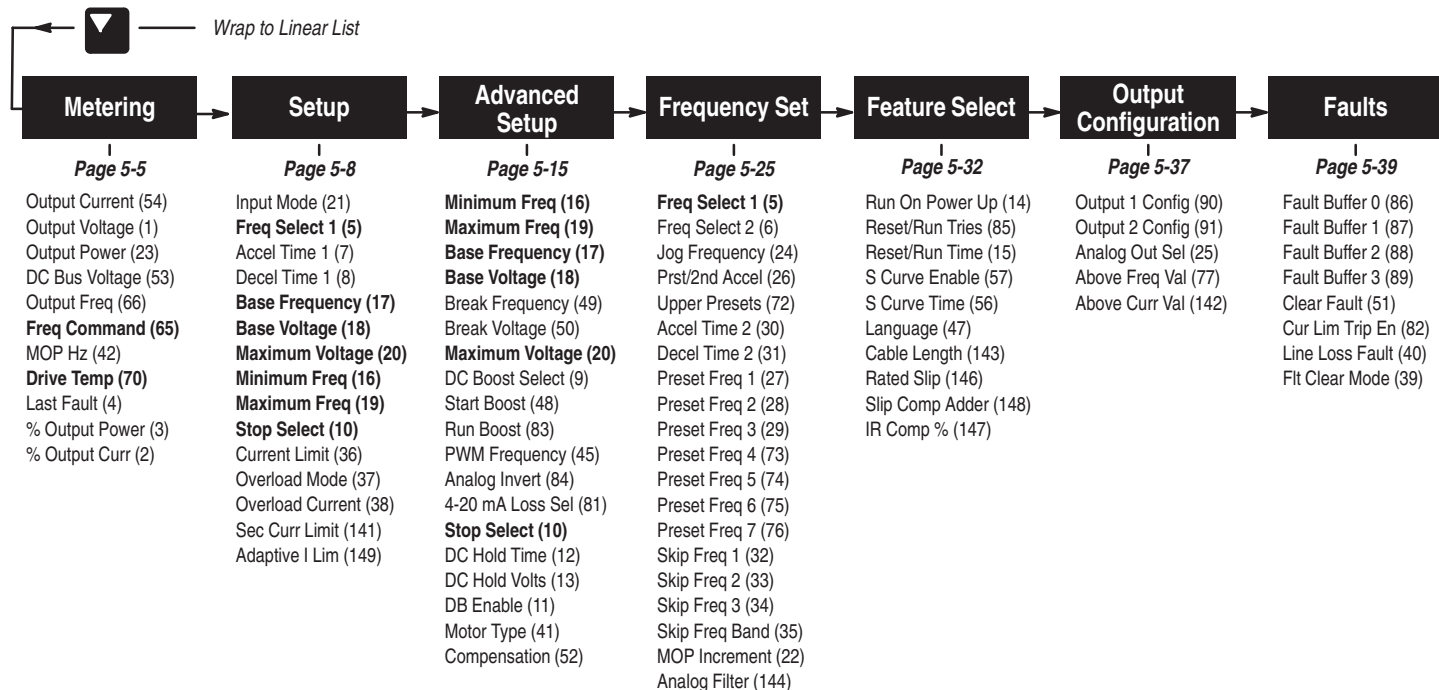 Wrap to Linear List
Metering
Page 5-5
Output Current (54)
Output Voltage (1)
Output Power (23)
DC Bus Voltage (53)
Output Freq (66)
Freq Command (65)
MOP Hz (42)
Drive Temp (70)
Last Fault (4)
% Output Power (3)
% Output Curr (2)
Setup
Page 5-8
Input Mode (21)
Freq Select 1 (5)
Accel Time 1 (7)
Decel Time 1 (8)
Base Frequency (17)
Base Voltage (18)
Maximum Voltage (20)
Minimum Freq (16)
Maximum Freq (19)
Stop Select (10)
Current Limit (36)
Overload Mode (37)
Overload Current (38)
Sec Curr Limit (141)
Adaptive I Lim (149)
Advanced
Setup
Page 5-15
Minimum Freq (16)
Maximum Freq (19)
Base Frequency (17)
Base Voltage (18)
Break Frequency (49)
Break Voltage (50)
Maximum Voltage (20)
DC Boost Select (9)
Start Boost (48)
Run Boost (83)
PWM Frequency (45)
Analog Invert (84)
4-20 mA Loss Sel (81)
Stop Select (10)
DC Hold Time (12)
DC Hold Volts (13)
DB Enable (11)
Motor Type (41)
Compensation (52)
Frequency Set
Page 5-25
Freq Select 1 (5)
Freq Select 2 (6)
Jog Frequency (24)
Prst/2nd Accel (26)
Upper Presets (72)
Accel Time 2 (30)
Decel Time 2 (31)
Preset Freq 1 (27)
Preset Freq 2 (28)
Preset Freq 3 (29)
Preset Freq 4 (73)
Preset Freq 5 (74)
Preset Freq 6 (75)
Preset Freq 7 (76)
Skip Freq 1 (32)
Skip Freq 2 (33)
Skip Freq 3 (34)
Skip Freq Band (35)
MOP Increment (22)
Analog Filter (144)
Feature Select
Page 5-32
Run On Power Up (14)
Reset/Run Tries (85)
Reset/Run Time (15)
S Curve Enable (57)
S Curve Time (56)
Language (47)
Cable Length (143)
Rated Slip (146)
Slip Comp Adder (148)
IR Comp % (147)
Output
Configuration
Page 5-37
Output 1 Config (90)
Output 2 Config (91)
Analog Out Sel (25)
Above Freq Val (77)
Above Curr Val (142)
Faults
Page 5-39
Fault Buffer 0 (86)
Fault Buffer 1 (87)
Fault Buffer 2 (88)
Fault Buffer 3 (89)
Clear Fault (51)
Cur Lim Trip En (82)
Line Loss Fault (40)
Flt Clear Mode (39)